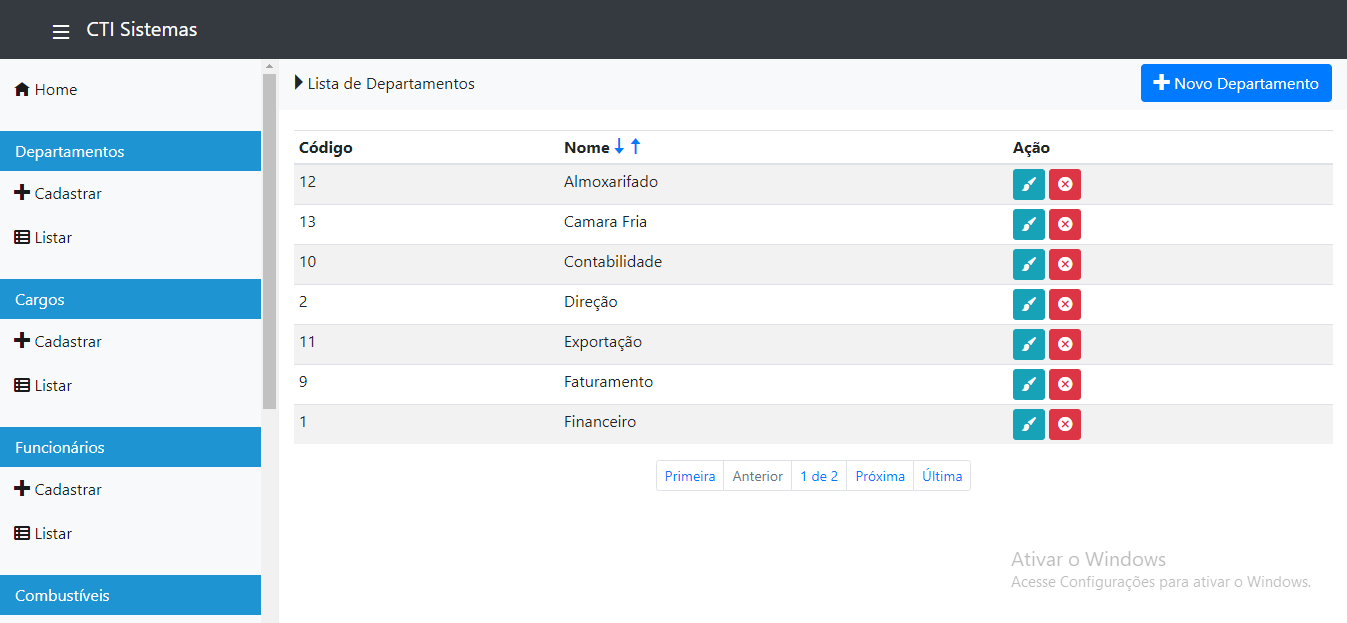 CTI Sistemas
Home
Departamentos
Cadastrar
Listar
Cargos
Cadastrar
Listar
Funcionários
Cadastrar
Listar
Combustíveis
Lista de Departamentos
Novo Departamento
Código Nome Ação
12 Almoxarifado
13 Camara Fria
10 Contabilidade
2 Direção
11 Exportação
9 Faturamento
1 Financeiro
Primeira Anterior 1 de 2 Próxima Última
Ativar o Windows
Acesse Configurações para ativar o Windows.